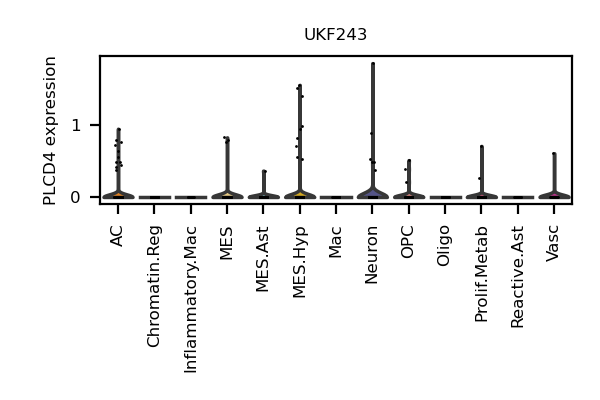 UKF243
PLCD4 expression
1
0
AC
Chromatin.Reg
Inflammatory.Mac
MES
MES.Ast
MES.Hyp
Mac
Neuron
OPC
Oligo
Prolif.Metab
Reactive.Ast
Vasc